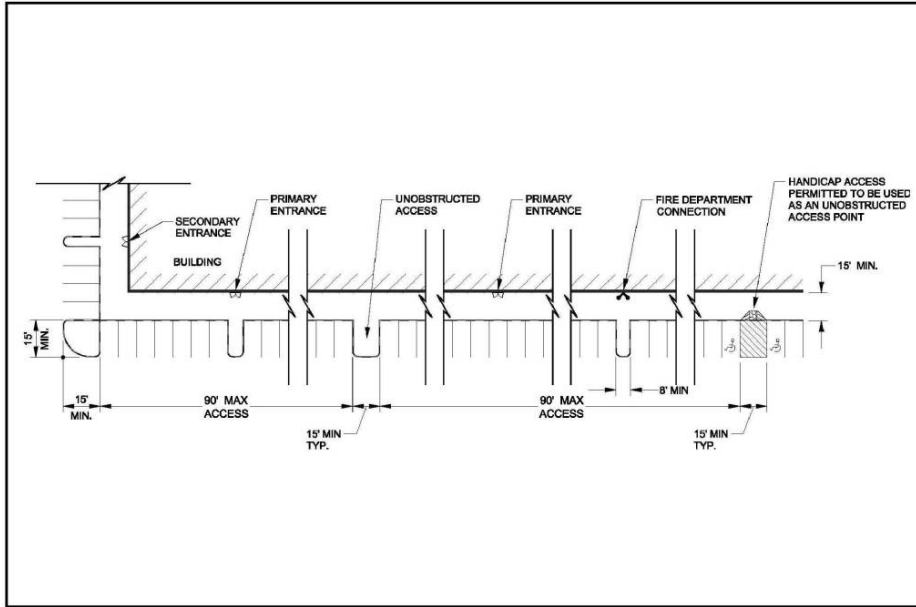 PRIMARY
ENTRANCE
UNOBSTRUCTED
ACCESS
PRIMARY
ENTRANCE
FIRE DEPARTMENT
CONNECTION
HANDICAP ACCESS
PERMITTED TO BE USED
AS AN UNOBSTRUCTED
ACCESS POINT
SECONDARY
ENTRANCE
BUILDING
15' MIN.
15'
MIN.
15'
MIN.
90' MAX
ACCESS
15' MIN
TYP.
90' MAX
ACCESS
8' MIN
15' MIN
TYP.